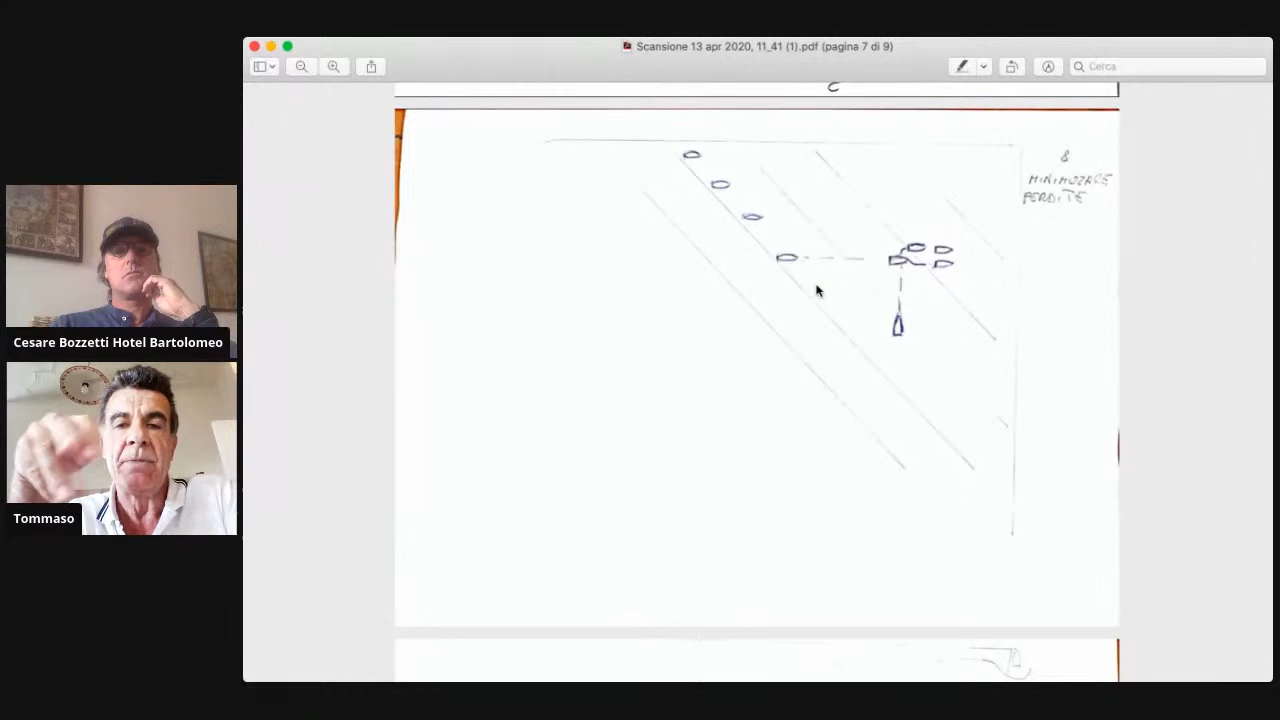 Scansione 13 apr 2020, 11_41 (1).pdf (pagina 7 di 9)
Cerca
C
8
MINIMIZZARE
PERDITE
Cesare Bozzetti Hotel Bartolomeo
Tommaso